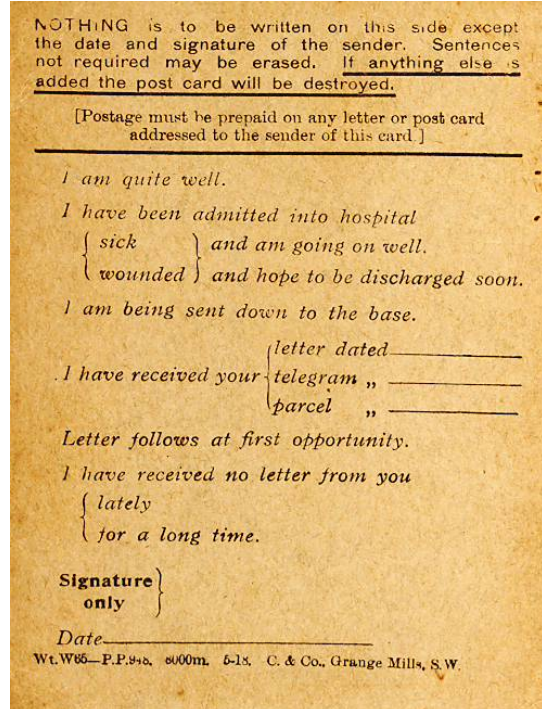 NOTHING is to be written on this side except
the date and signature of the sender. Sentences
not required may be erased. If anything else is
added the post card will be destroyed.
[Postage must be prepaid on any letter or post card
addressed to the sender of this card.]
I am quite well.
I have been admitted into hospital
{ sick } and am going on well.
{ wounded } and hope to be discharged soon.
I am being sent down to the base.
letter dated
I have received your { telegram „
parcel „
Letter follows at first opportunity.
I have received no letter from you
{ lately
{ for a long time.
Signature }
only
Date
Wt.W65—P.P.948. 8000m. 5-18. C. & Co., Grange Mills, S.W.